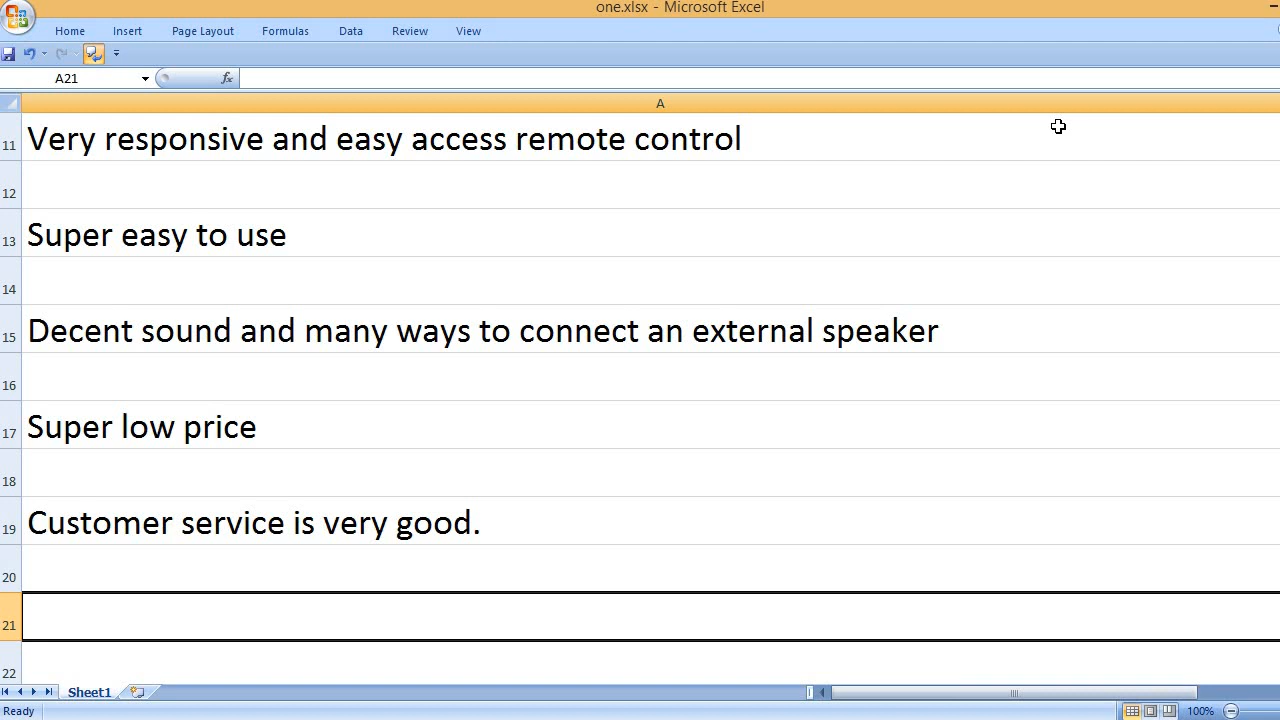 one.xlsx - Microsoft Excel
Home Insert Page Layout Formulas Data Review View
A21 fx
A
11 Very responsive and easy access remote control
12
13 Super easy to use
14
15 Decent sound and many ways to connect an external speaker
16
17 Super low price
18
19 Customer service is very good.
20
21
22
Sheet1
Ready 100%